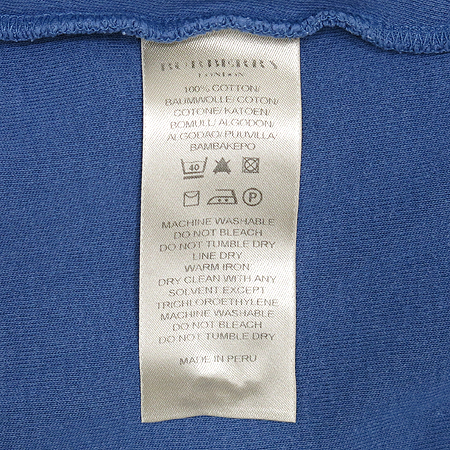 BURBERRY
LONDON
100% COTTON/
BAUMWOLLE/COTON/
COTONE/KATOEN/
BOMULL/ALGODON/
ALGODAO/PUUVILLA/
BAMBAKEPO
40
P
MACHINE WASHABLE
DO NOT BLEACH
DO NOT TUMBLE DRY
LINE DRY
WARM IRON
DRY CLEAN WITH ANY
SOLVENT EXCEPT
TRICHLOROETHYLENE
MACHINE WASHABLE
DO NOT BLEACH
DO NOT TUMBLE DRY
MADE IN PERU